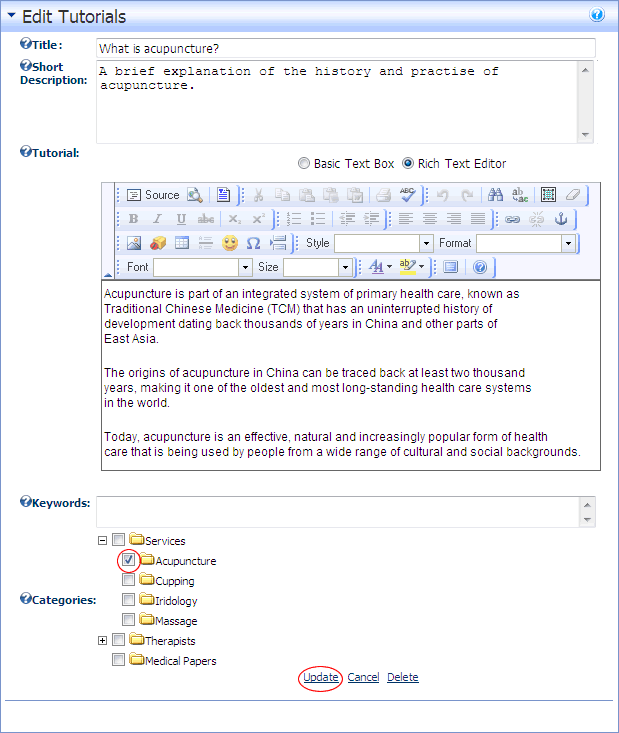 Edit Tutorials
Title:
What is acupuncture?
Short
Description:
A brief explanation of the history and practise of
acupuncture.
Tutorial:
Basic Text Box Rich Text Editor
Source ABC ab ac
B I U abc X₂ X²
Style Format
Font Size A ab
Acupuncture is part of an integrated system of primary health care, known as
Traditional Chinese Medicine (TCM) that has an uninterrupted history of
development dating back thousands of years in China and other parts of
East Asia.
The origins of acupuncture in China can be traced back at least two thousand
years, making it one of the oldest and most long-standing health care systems
in the world.
Today, acupuncture is an effective, natural and increasingly popular form of health
care that is being used by people from a wide range of cultural and social backgrounds.
Keywords:
Services
Acupuncture
Cupping
Categories:
Iridology
Massage
Therapists
Medical Papers
Update Cancel Delete